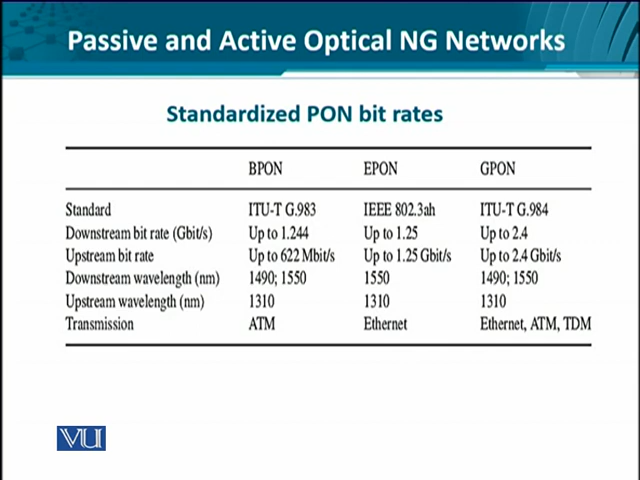 Passive and Active Optical NG Networks
Standardized PON bit rates
BPON EPON GPON
Standard ITU-T G.983 IEEE 802.3ah ITU-T G.984
Downstream bit rate (Gbit/s) Up to 1.244 Up to 1.25 Up to 2.4
Upstream bit rate Up to 622 Mbit/s Up to 1.25 Gbit/s Up to 2.4 Gbit/s
Downstream wavelength (nm) 1490; 1550 1550 1490; 1550
Upstream wavelength (nm) 1310 1310 1310
Transmission ATM Ethernet Ethernet, ATM, TDM
VU